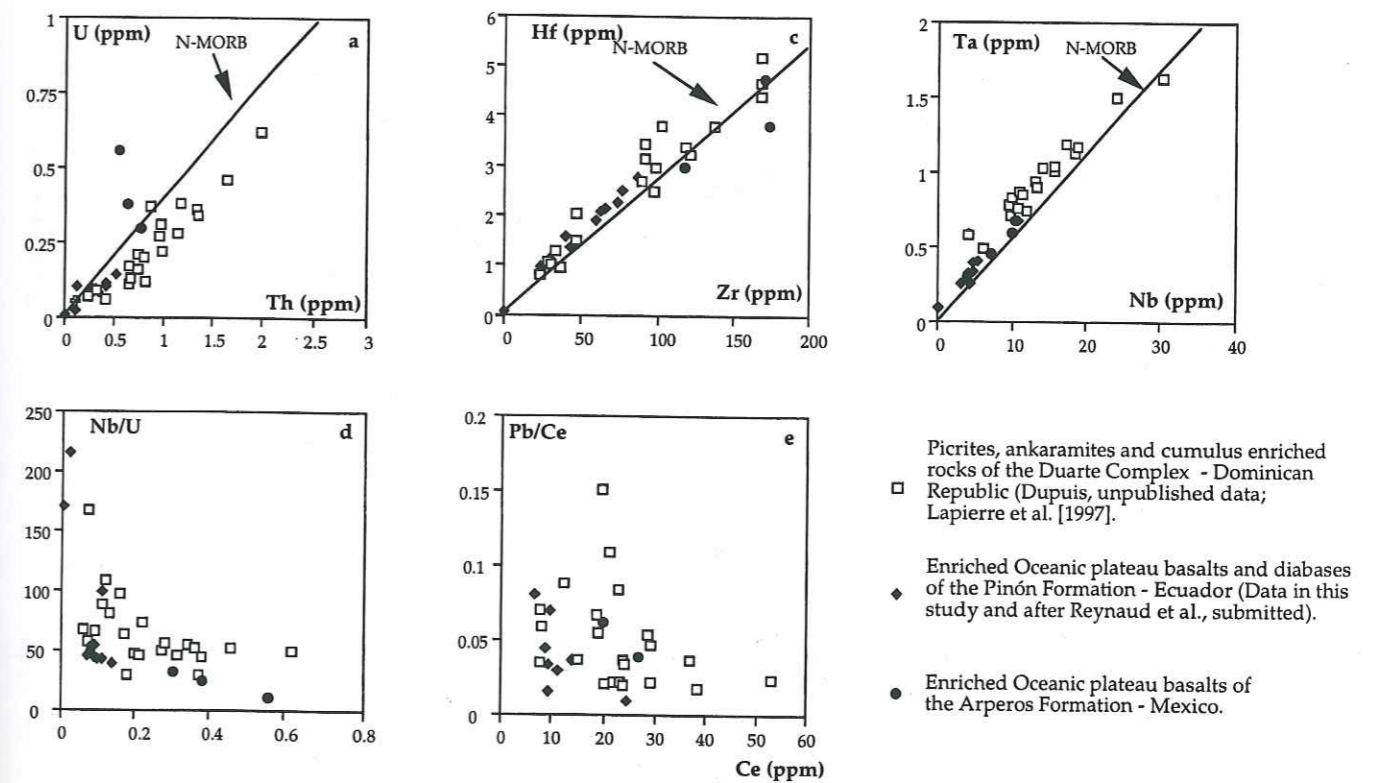 U (ppm)
N-MORB
a
1
0.75
0.5
0.25
0
Th (ppm)
0 0.5 1 1.5 2 2.5 3
Hf (ppm)
N-MORB
c
6
5
4
3
2
1
0
Zr (ppm)
0 50 100 150 200
Ta (ppm)
N-MORB
2
1.5
1
0.5
0
Nb (ppm)
0 10 20 30 40
Nb/U
d
250
200
150
100
50
0
0 0.2 0.4 0.6 0.8
Pb/Ce
e
0.2
0.15
0.1
0.05
0
0 10 20 30 40 50 60
Ce (ppm)
Picrites, ankaramites and cumulus enriched
rocks of the Duarte Complex - Dominican
Republic (Dupuis, unpublished data;
Lapierre et al. [1997].
Enriched Oceanic plateau basalts and diabases
of the Pinón Formation - Ecuador (Data in this
study and after Reynaud et al., submitted).
Enriched Oceanic plateau basalts of
the Arperos Formation - Mexico.